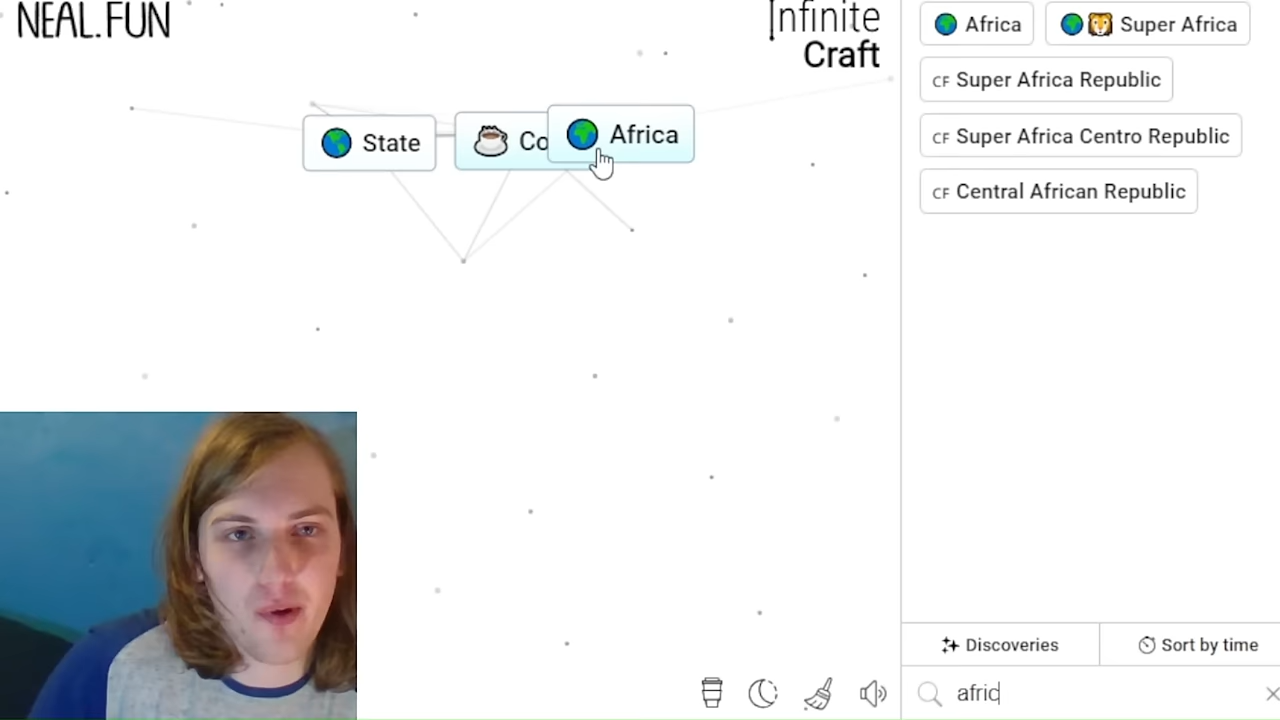 NEAL.FUN
Infinite
Craft
State
Africa
Africa
Super Africa
CF Super Africa Republic
CF Super Africa Centro Republic
CF Central African Republic
Discoveries
Sort by time
afric